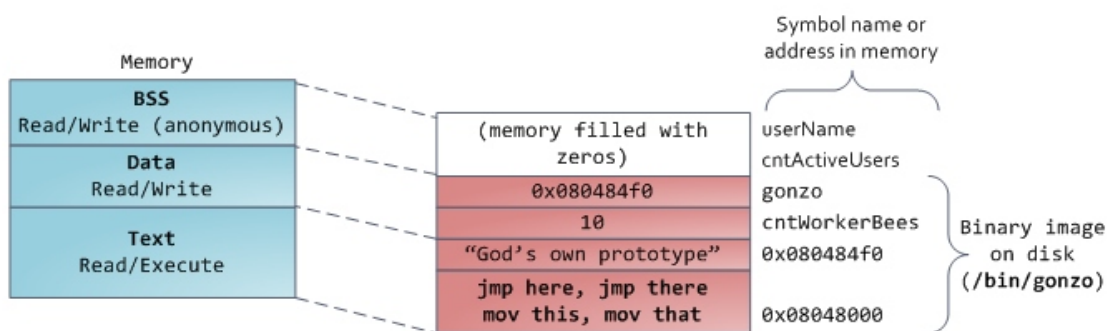 Symbol name or
address in memory
Memory
BSS
Read/Write (anonymous)
Data
Read/Write
Text
Read/Execute
(memory filled with
zeros)
userName
cntActiveUsers
0x080484f0
gonzo
10
cntWorkerBees
“God’s own prototype”
0x080484f0
jmp here, jmp there
mov this, mov that
0x08048000
Binary image
on disk
(/bin/gonzo)